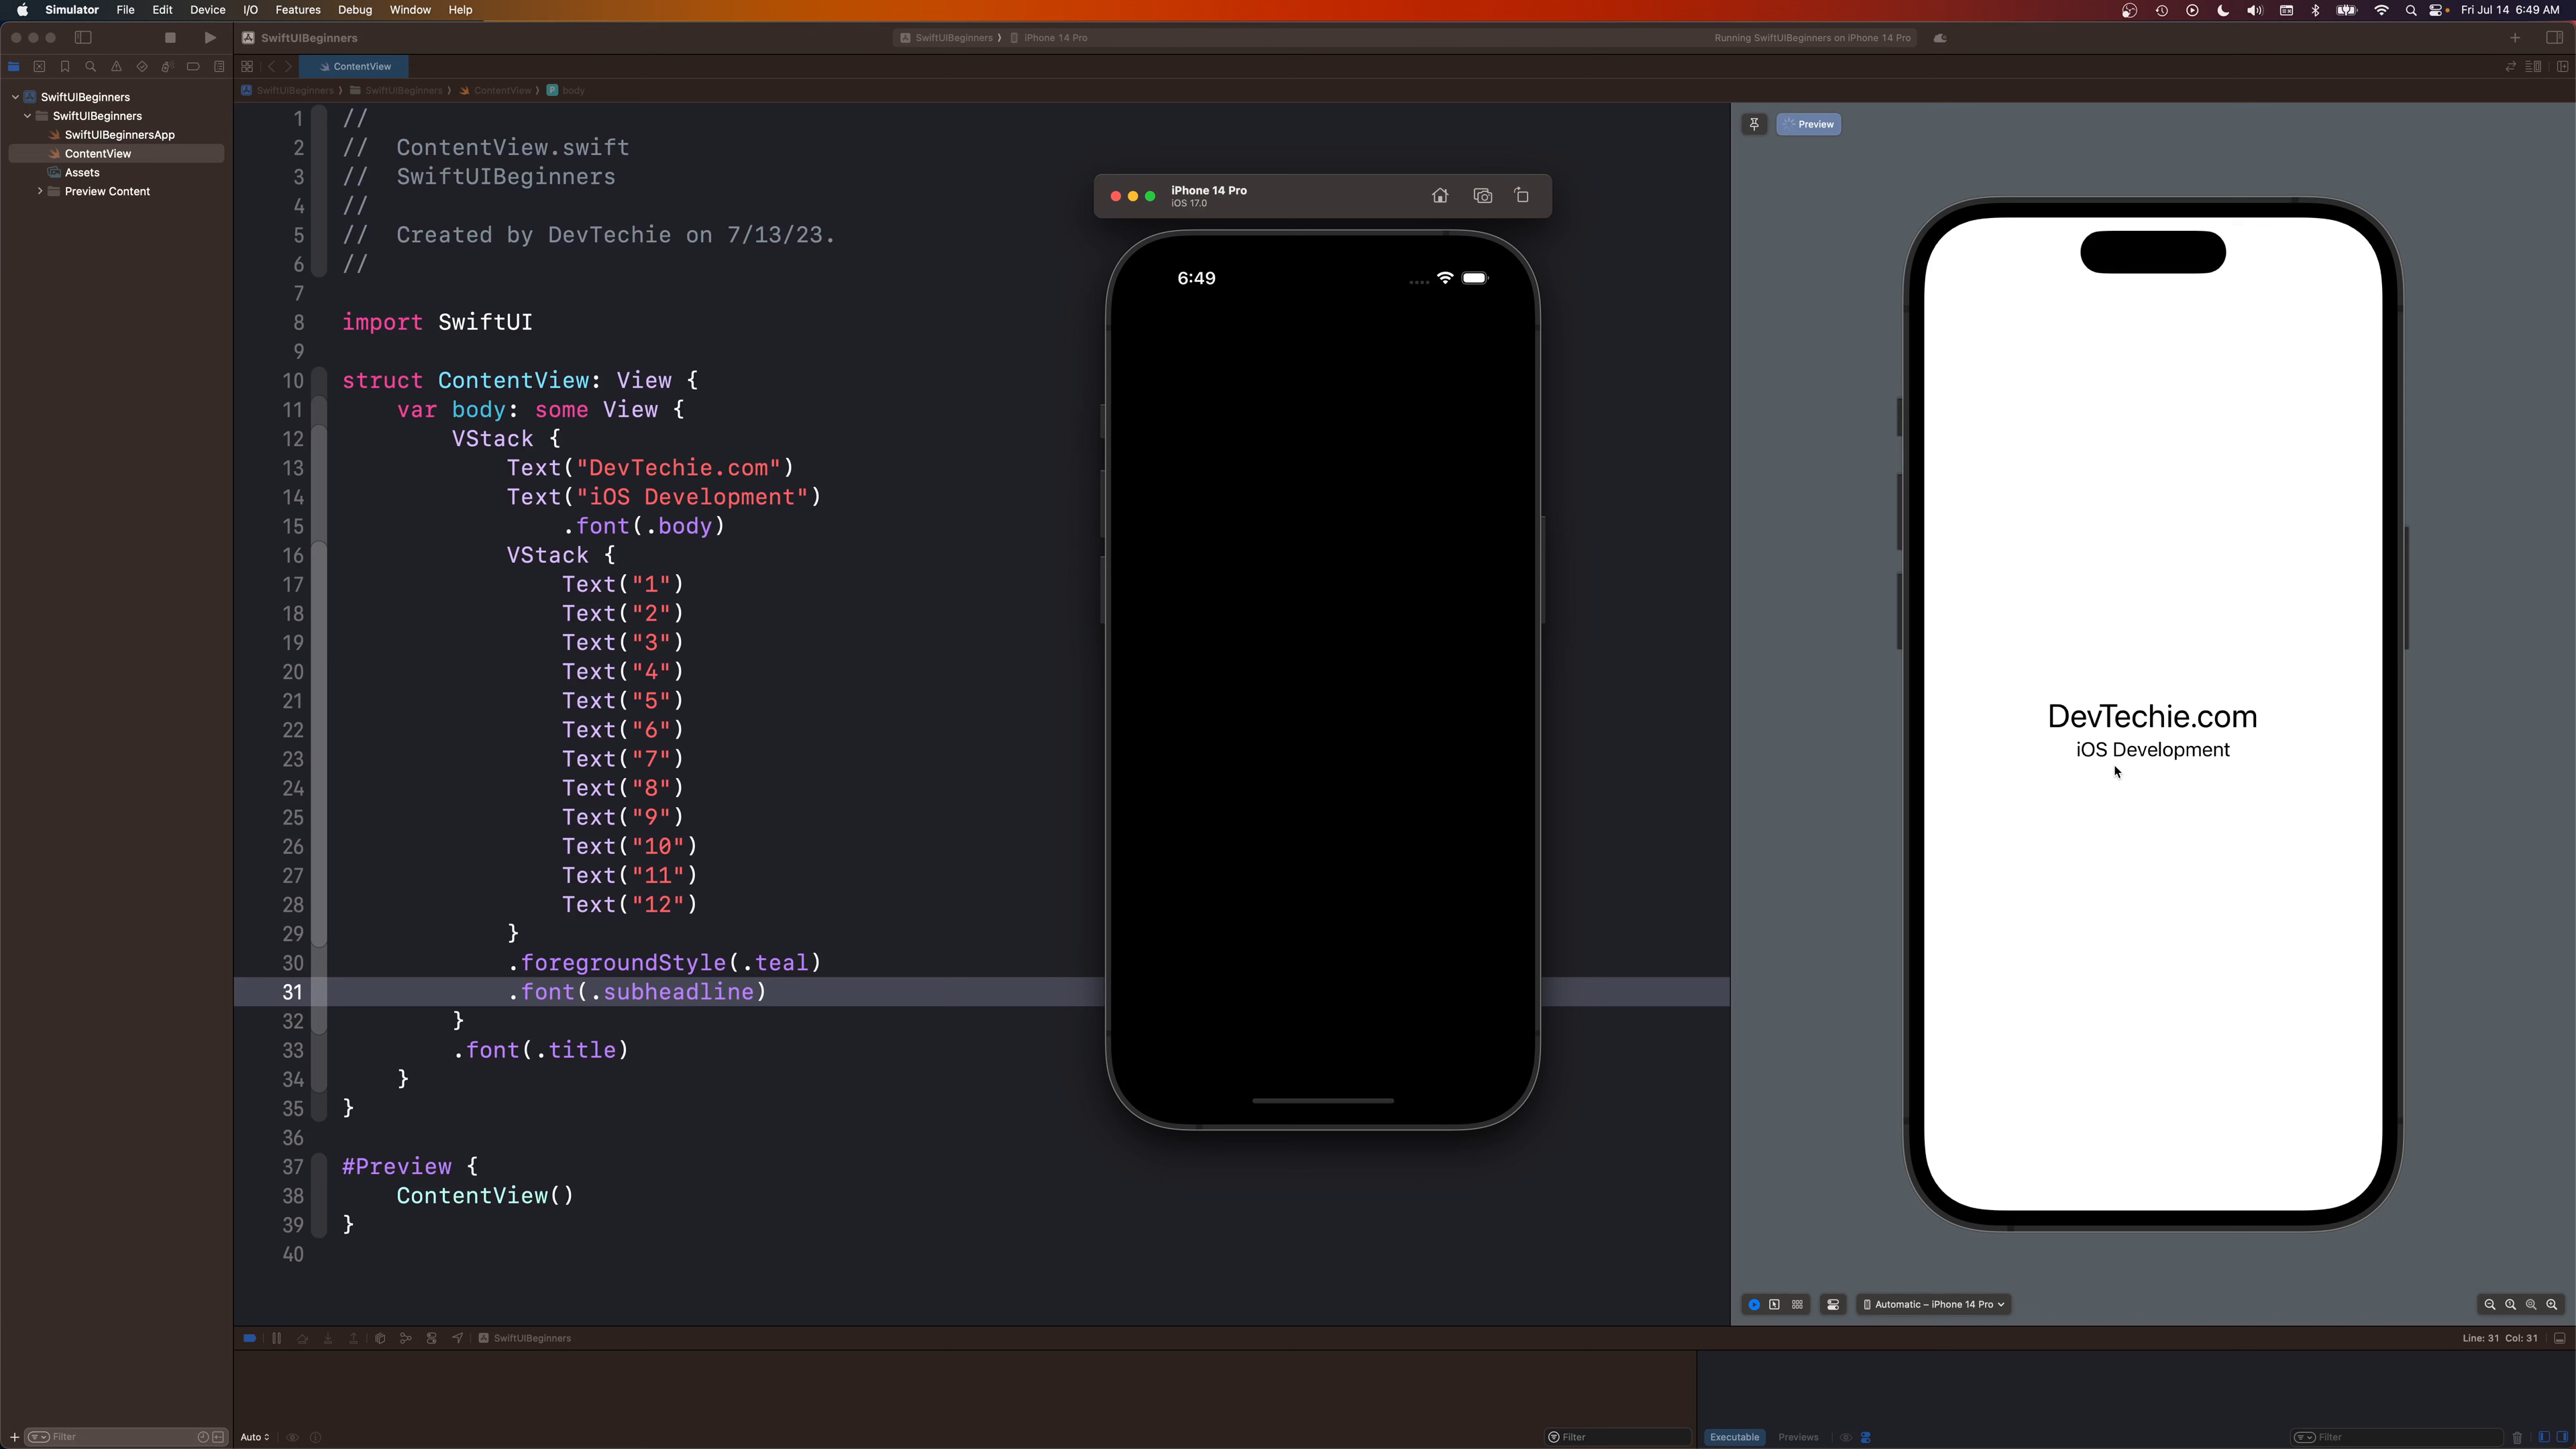 Simulator File Edit Device I/O Features Debug Window Help
Fri Jul 14 6:49 AM
SwiftUIBeginners
SwiftUIBeginners ❭ iPhone 14 Pro
Running SwiftUIBeginners on iPhone 14 Pro
ContentView
SwiftUIBeginners ❭ SwiftUIBeginners ❭ ContentView ❭ P body
SwiftUIBeginners
SwiftUIBeginners
SwiftUIBeginnersApp
ContentView
Assets
Preview Content
1 //
2 //  ContentView.swift
3 //  SwiftUIBeginners
4 //
5 //  Created by DevTechie on 7/13/23.
6 //
7
8 import SwiftUI
9
10 struct ContentView: View {
11     var body: some View {
12         VStack {
13             Text("DevTechie.com")
14             Text("iOS Development")
15                 .font(.body)
16             VStack {
17                 Text("1")
18                 Text("2")
19                 Text("3")
20                 Text("4")
21                 Text("5")
22                 Text("6")
23                 Text("7")
24                 Text("8")
25                 Text("9")
26                 Text("10")
27                 Text("11")
28                 Text("12")
29             }
30             .foregroundStyle(.teal)
31             .font(.subheadline)
32         }
33         .font(.title)
34     }
35 }
36
37 #Preview {
38     ContentView()
39 }
40
iPhone 14 Pro
iOS 17.0
6:49
Preview
DevTechie.com
iOS Development
Automatic – iPhone 14 Pro
SwiftUIBeginners
Line: 31 Col: 31
Filter
Auto
Filter
Executable Previews
Filter